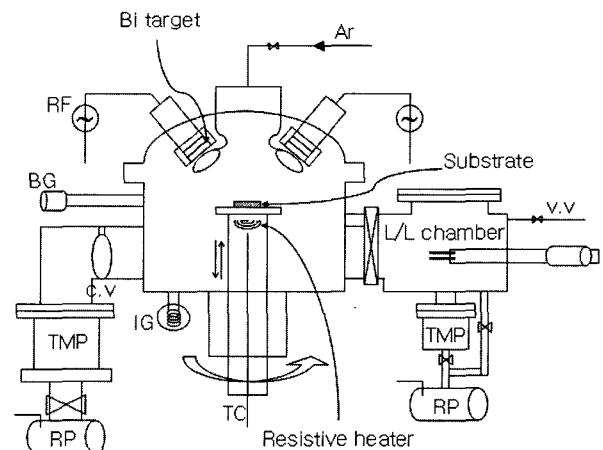 Bi target
Ar
RF
Substrate
BG
v.v
L/L chamber
c.v
IG
TMP
TMP
TC
RP
RP
Resistive heater